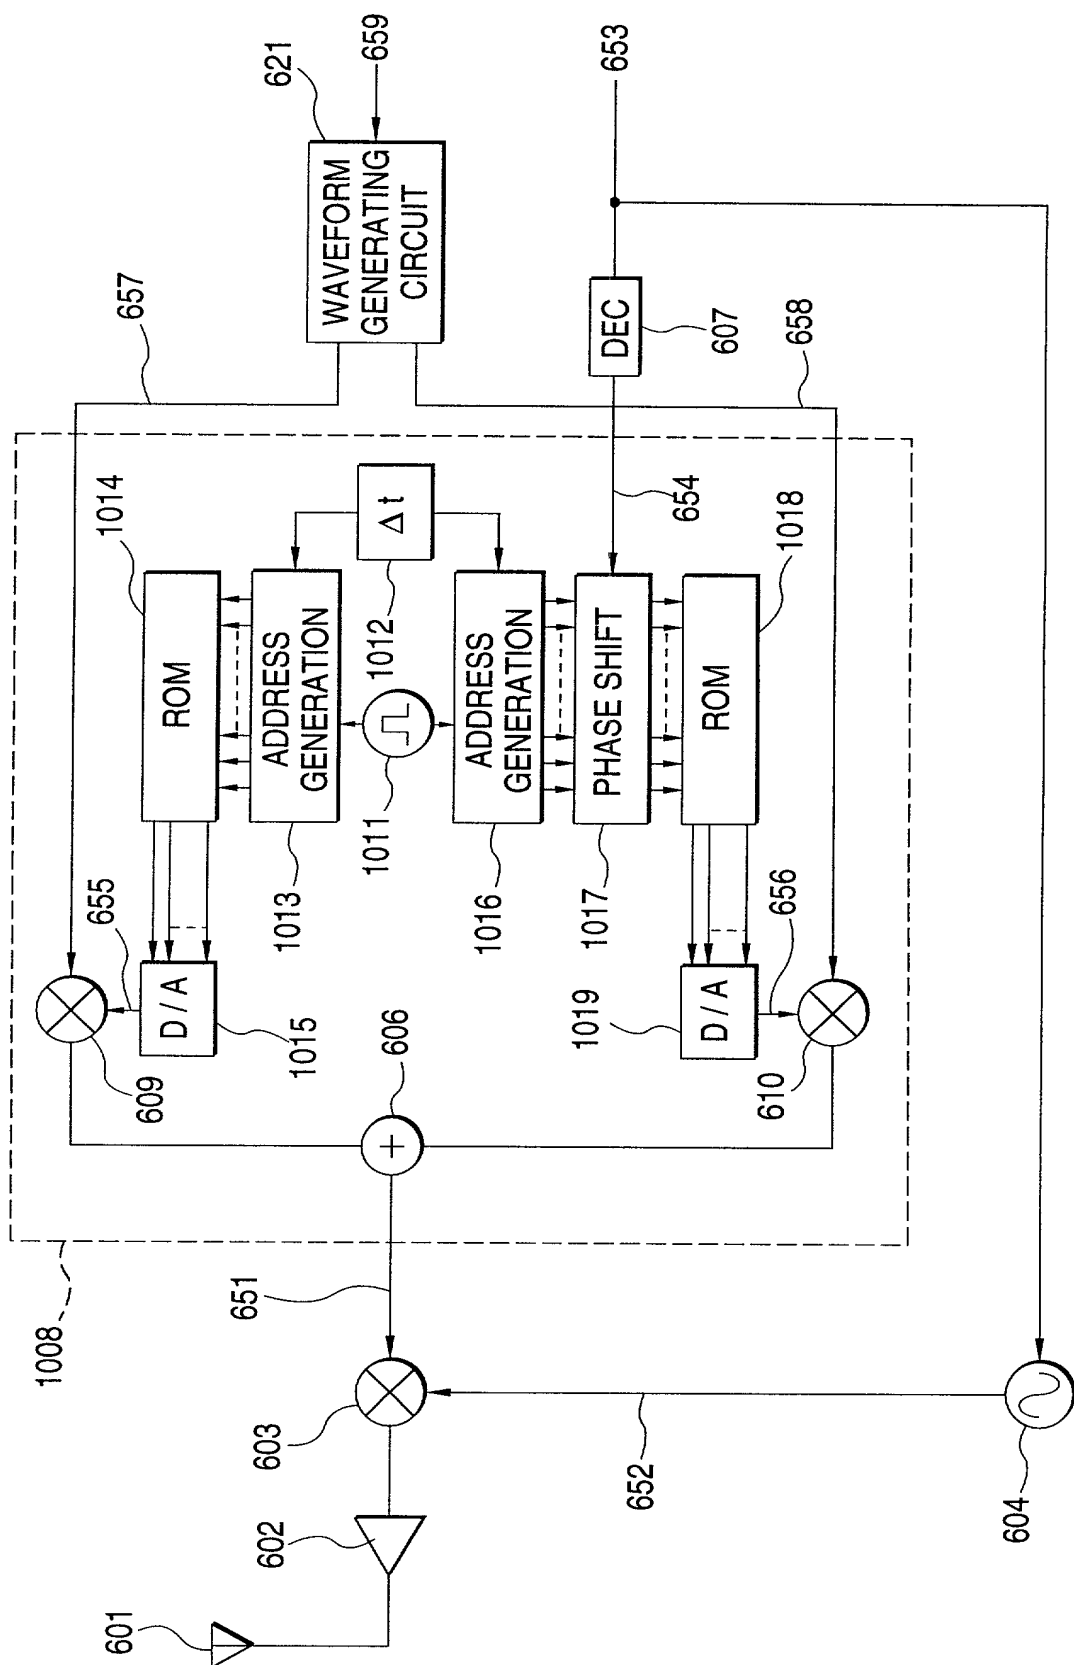 601
602
603
604
652
651
1008
606
609
655
D/A
1015
657
1014
ROM
1013
ADDRESS
GENERATION
1011
1012
Δt
1016
ADDRESS
GENERATION
1017
PHASE SHIFT
654
1018
ROM
1019
D/A
656
610
658
621
WAVEFORM
GENERATING
CIRCUIT
659
DEC
607
653
+